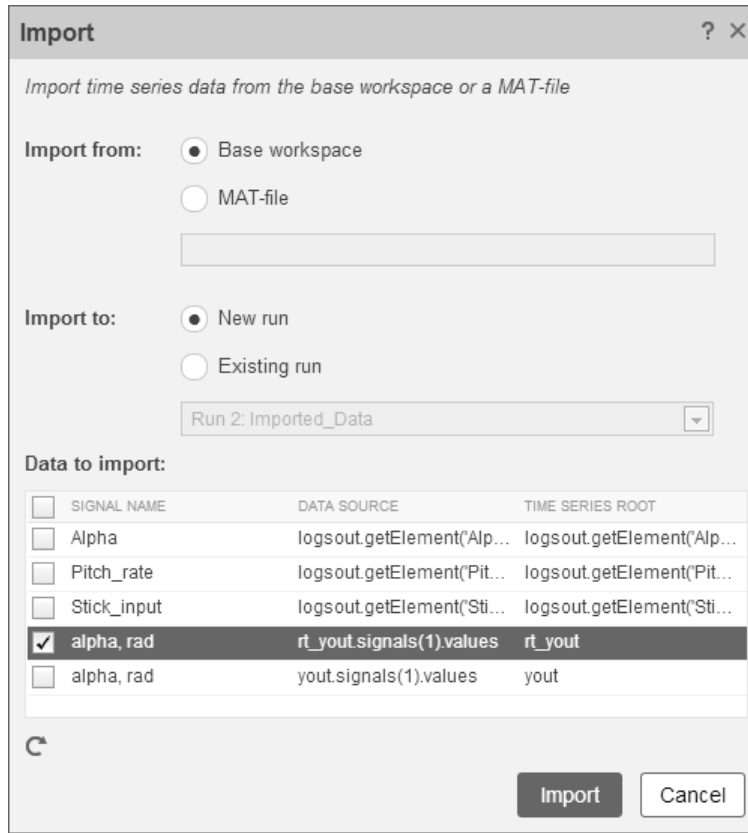 Import ? ×
Import time series data from the base workspace or a MAT-file
Import from: Base workspace
MAT-file
Import to: New run
Existing run
Run 2: Imported_Data
Data to import:
SIGNAL NAME DATA SOURCE TIME SERIES ROOT
Alpha logsout.getElement('Alp... logsout.getElement('Alp...
Pitch_rate logsout.getElement('Pit... logsout.getElement('Pit...
Stick_input logsout.getElement('Sti... logsout.getElement('Sti...
alpha, rad rt_yout.signals(1).values rt_yout
alpha, rad yout.signals(1).values yout
Import Cancel